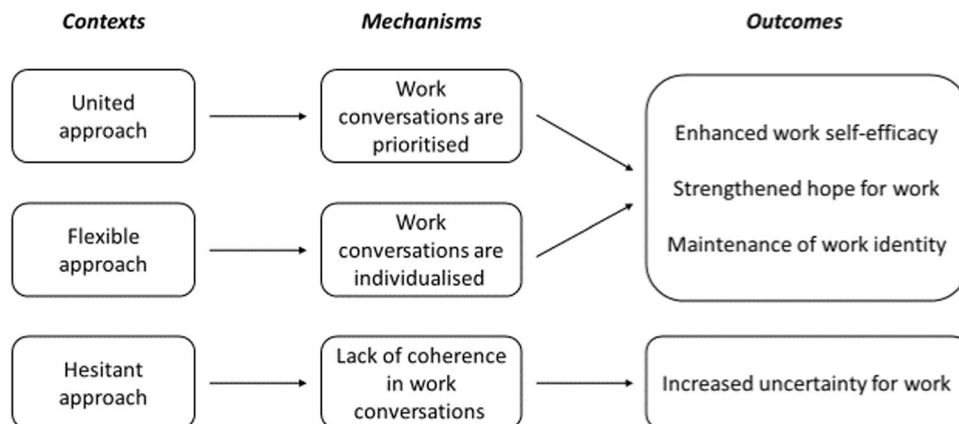 Contexts
Mechanisms
Outcomes
United
approach
Work
conversations are
prioritised
Enhanced work self-efficacy
Strengthened hope for work
Maintenance of work identity
Flexible
approach
Work
conversations are
individualised
Hesitant
approach
Lack of coherence
in work
conversations
Increased uncertainty for work